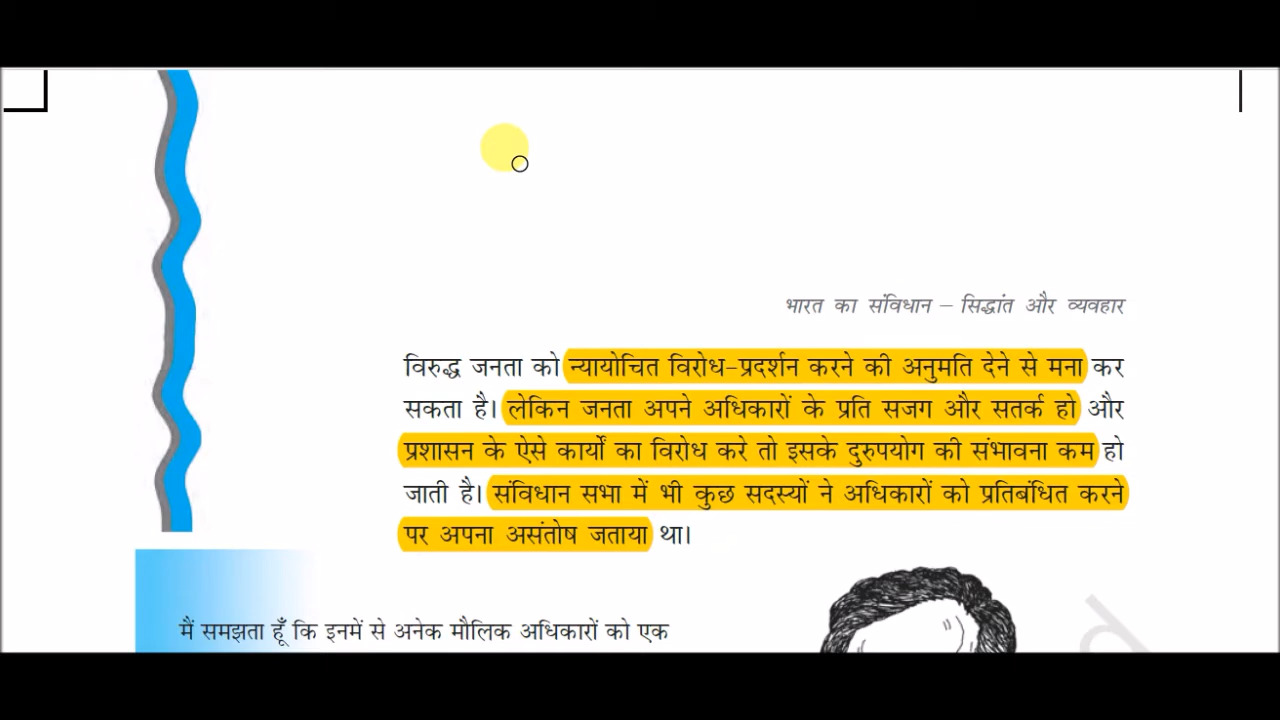 भारत का संविधान – सिद्धांत और व्यवहार
विरुद्ध जनता को न्यायोचित विरोध-प्रदर्शन करने की अनुमति देने से मना कर
सकता है। लेकिन जनता अपने अधिकारों के प्रति सजग और सतर्क हो और
प्रशासन के ऐसे कार्यों का विरोध करे तो इसके दुरुपयोग की संभावना कम हो
जाती है। संविधान सभा में भी कुछ सदस्यों ने अधिकारों को प्रतिबंधित करने
पर अपना असंतोष जताया था।
मैं समझता हूँ कि इनमें से अनेक मौलिक अधिकारों को एक
d